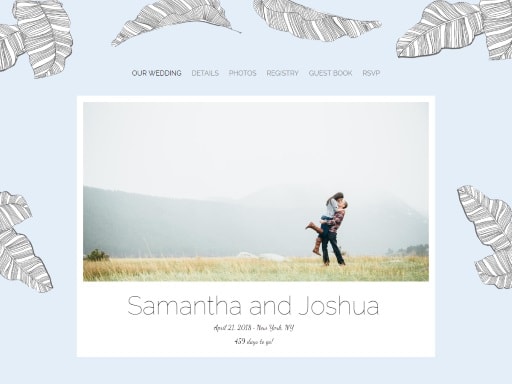 OUR WEDDING DETAILS PHOTOS REGISTRY GUEST BOOK RSVP
Samantha and Joshua
April 21, 2018 - New York, NY
459 days to go!